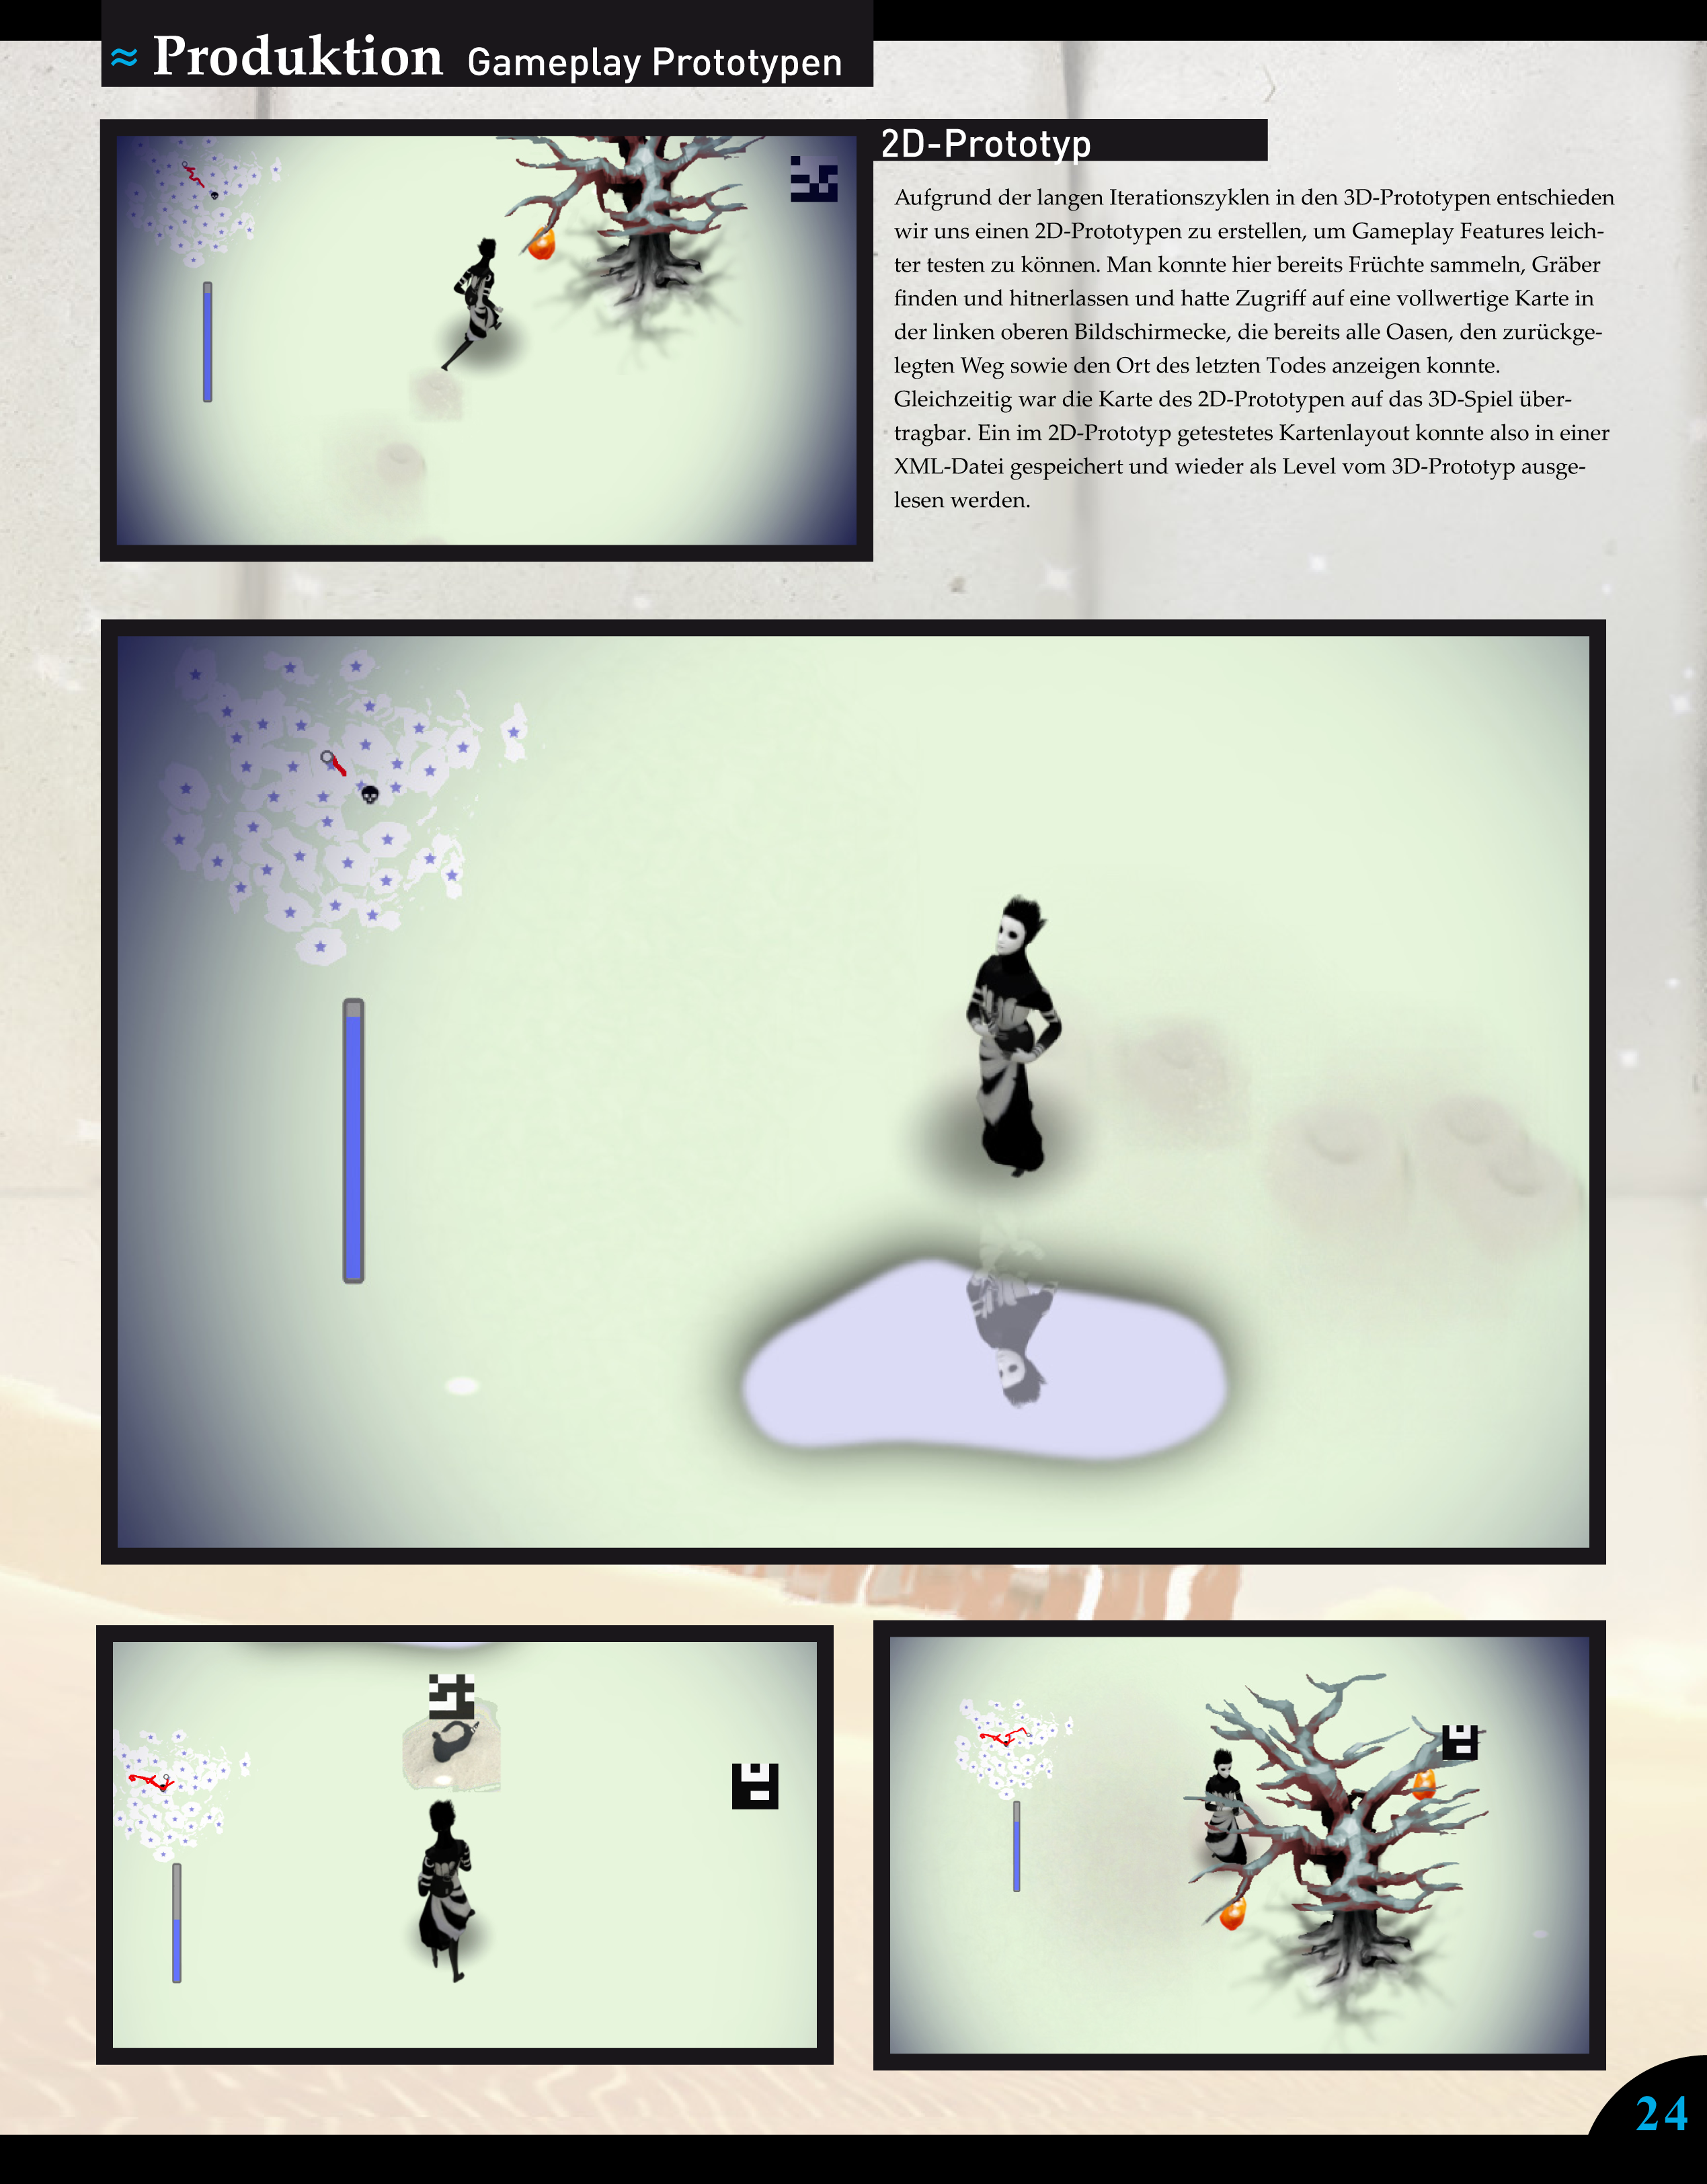 ≈ Produktion Gameplay Prototypen
2D-Prototyp
Aufgrund der langen Iterationszyklen in den 3D-Prototypen entschieden
wir uns einen 2D-Prototypen zu erstellen, um Gameplay Features leich-
ter testen zu können. Man konnte hier bereits Früchte sammeln, Gräber
finden und hitnerlassen und hatte Zugriff auf eine vollwertige Karte in
der linken oberen Bildschirmecke, die bereits alle Oasen, den zurückge-
legten Weg sowie den Ort des letzten Todes anzeigen konnte.
Gleichzeitig war die Karte des 2D-Prototypen auf das 3D-Spiel über-
tragbar. Ein im 2D-Prototyp getestetes Kartenlayout konnte also in einer
XML-Datei gespeichert und wieder als Level vom 3D-Prototyp ausge-
lesen werden.
24